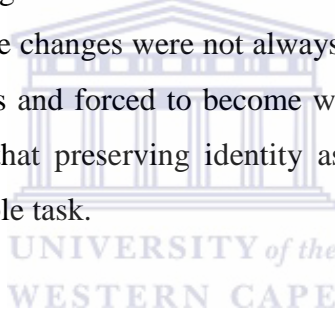 e changes were not always
s and forced to become w
hat preserving identity as
le task.
UNIVERSITY of the
WESTERN CAPE